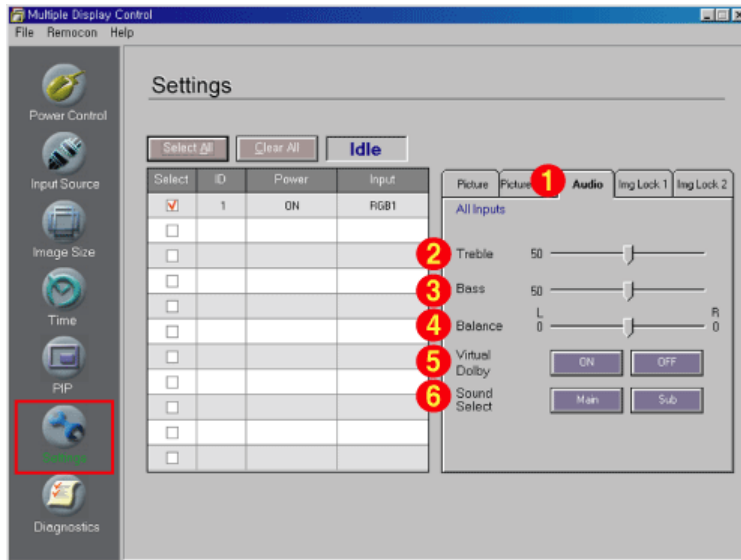 Multiple Display Control
File Remocon Help
Power Control
Input Source
Image Size
Time
PIP
Settings
Diagnostics
Settings
Select All
Clear All
Idle
Select ID Power Input
1 ON RGB1
Picture Picture 1 Audio Img Lock 1 Img Lock 2
All Inputs
2 Treble 50
3 Bass 50
L R
4 Balance 0 0
5 Virtual Dolby ON OFF
6 Sound Select Main Sub